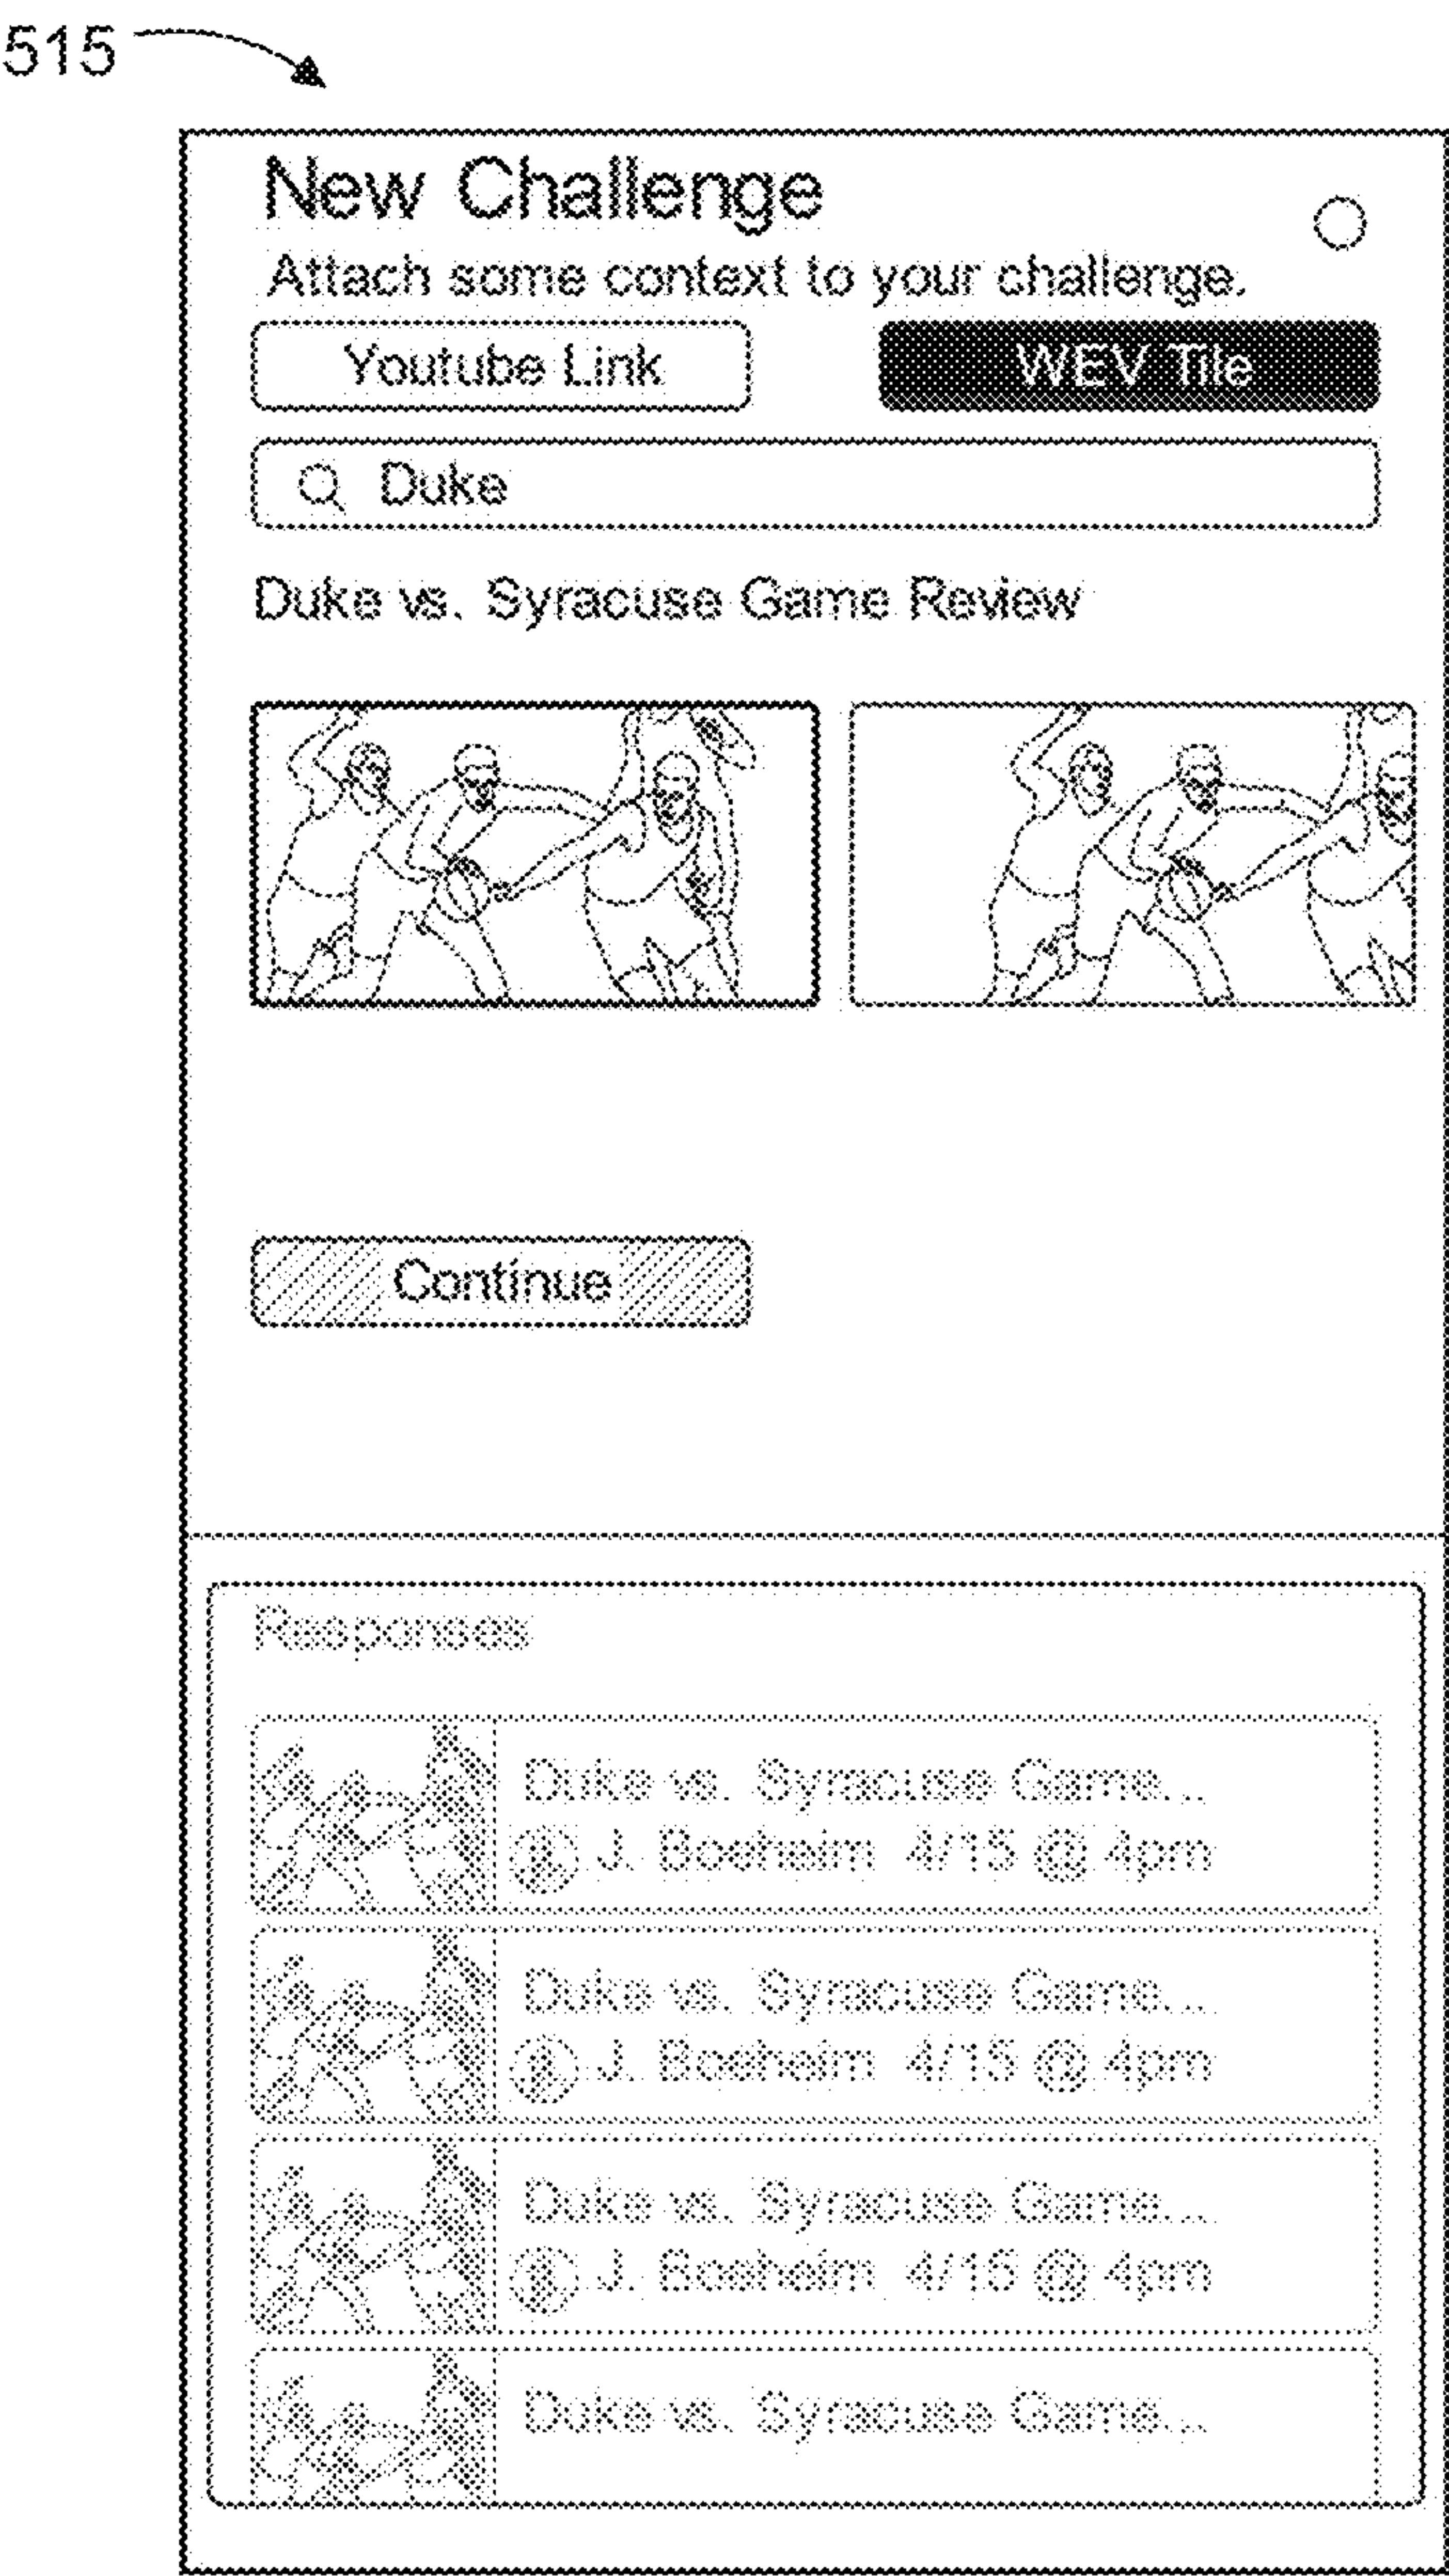 515
New Challenge
Attach some context to your challenge.
Youtube Link
WEV Tile
Duke
Duke vs. Syracuse Game Review
Continue
Responses
Duke vs. Syracuse Game...
J. Boeheim 4/15 @ 4pm
Duke vs. Syracuse Game...
J. Boeheim 4/15 @ 4pm
Duke vs. Syracuse Game...
J. Boeheim 4/15 @ 4pm
Duke vs. Syracuse Game...